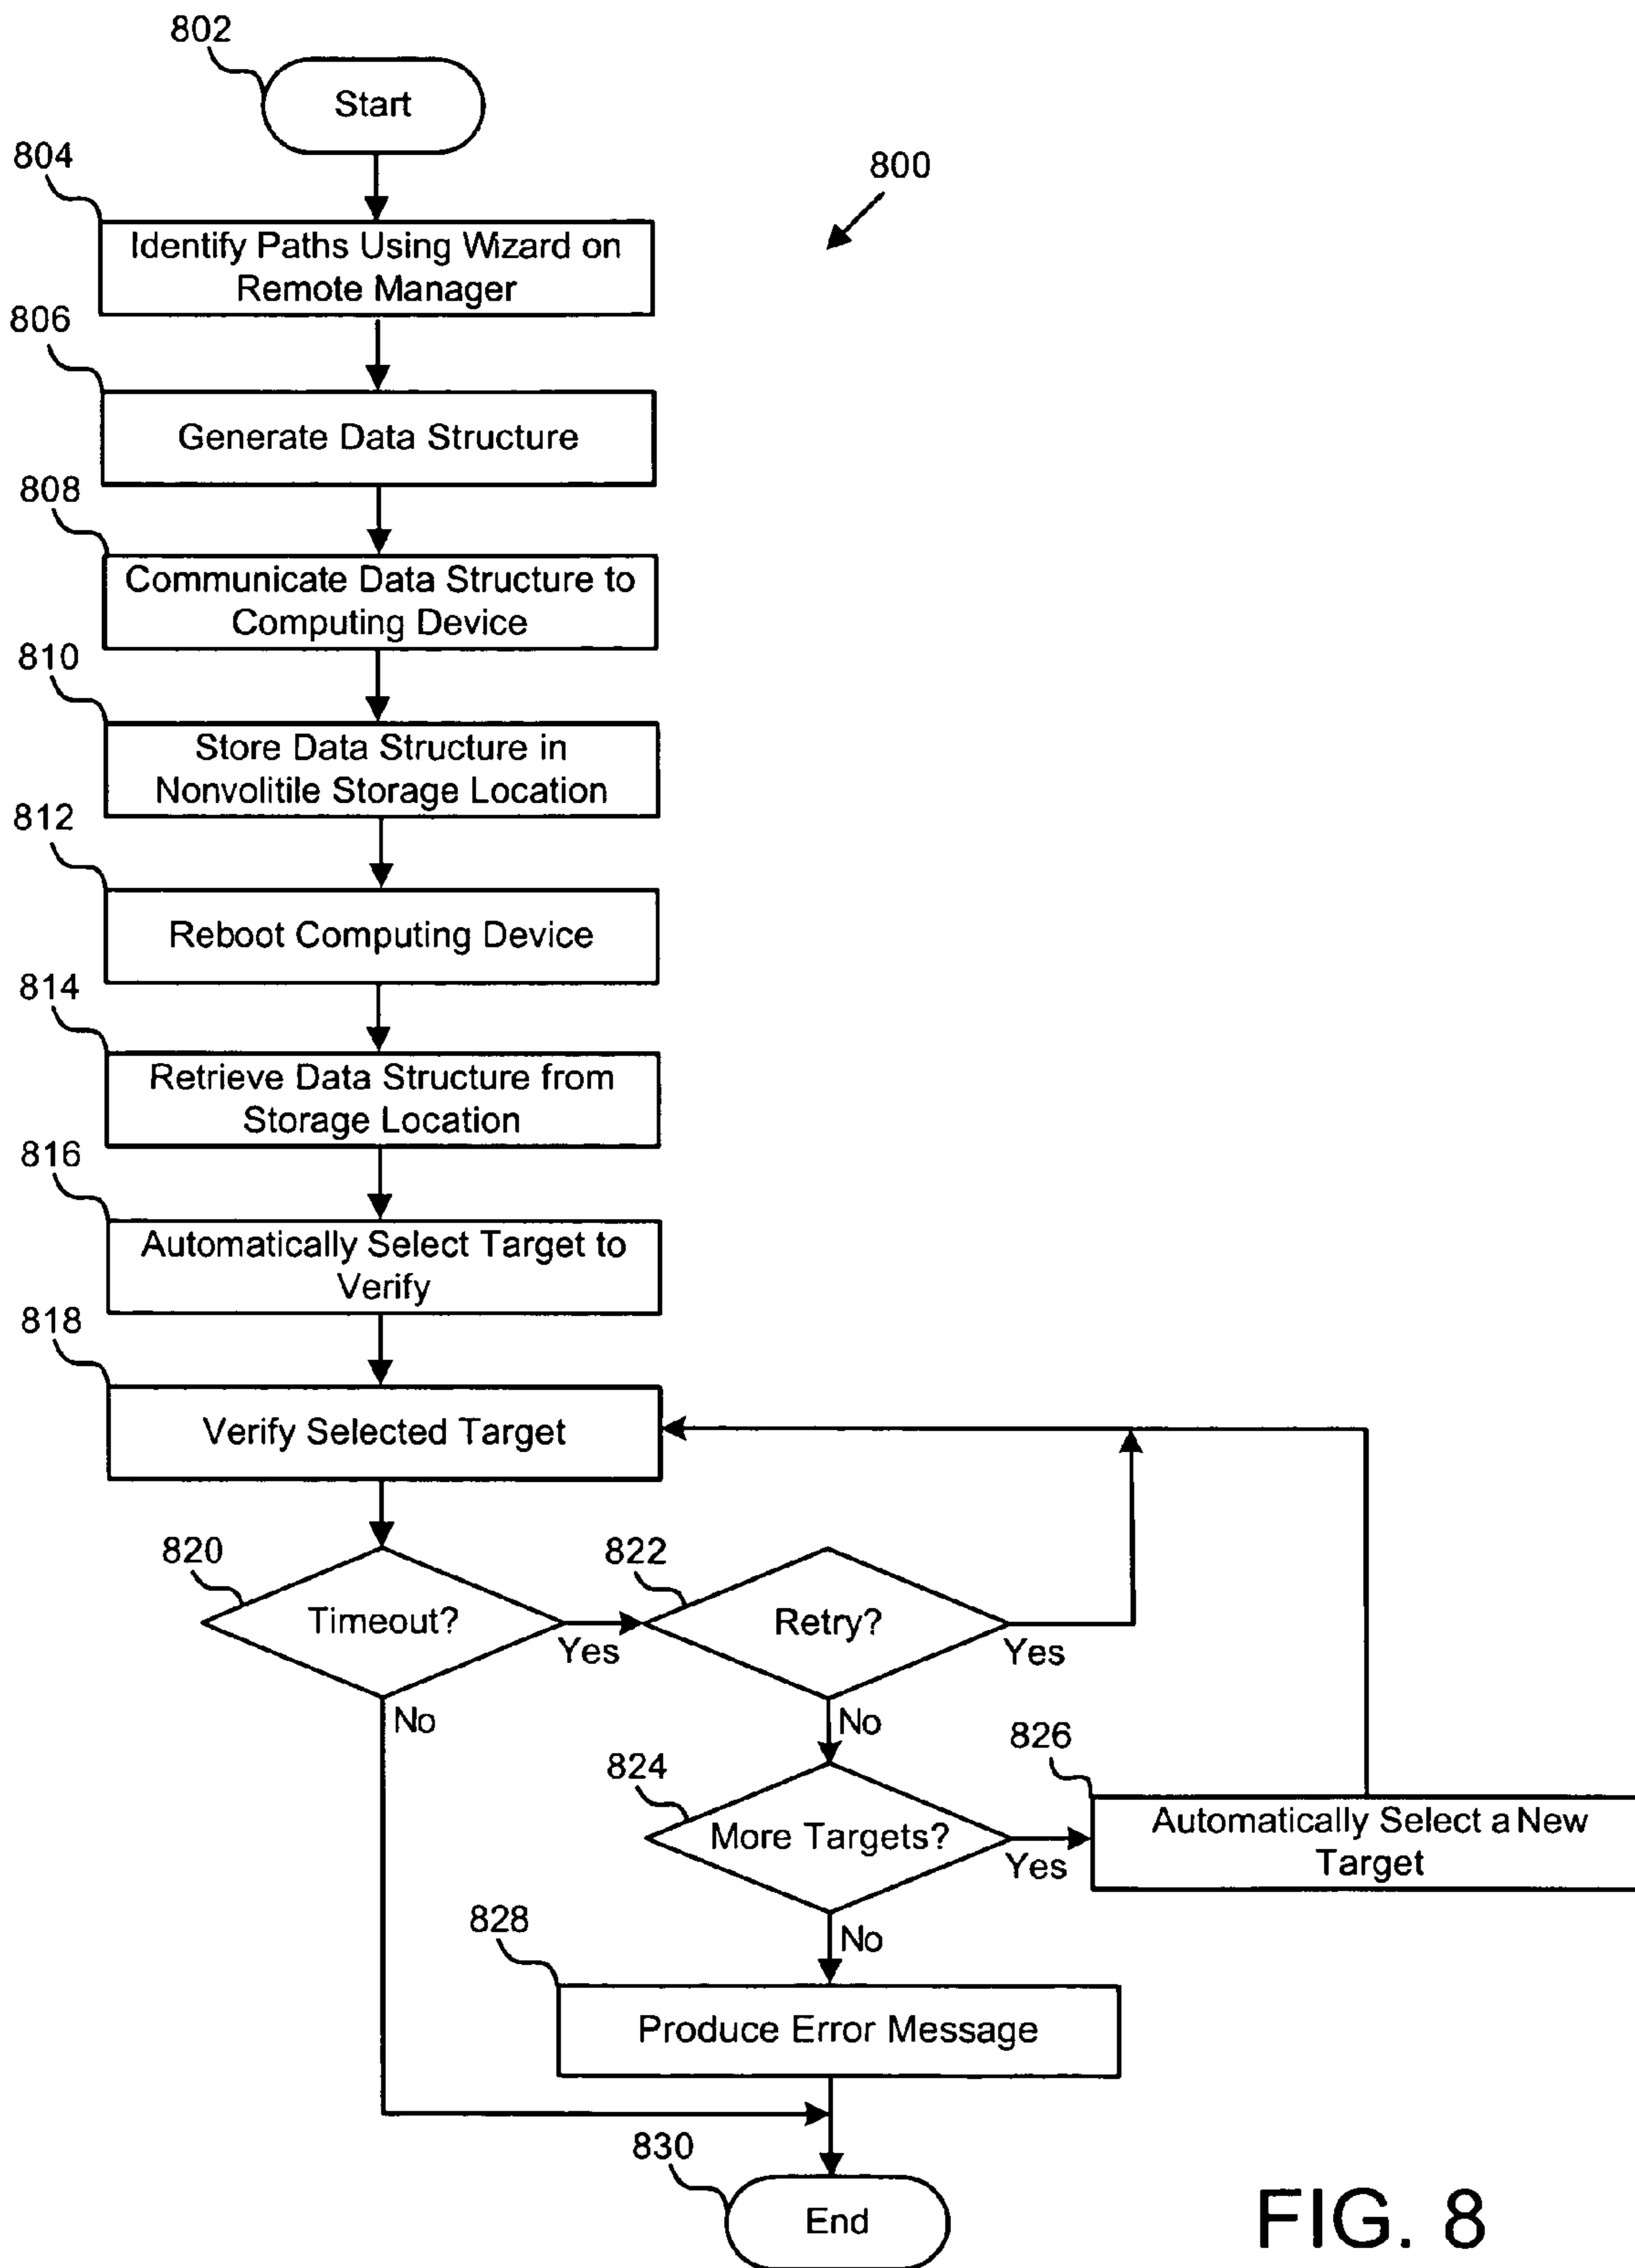 802
Start
804
800
Identify Paths Using Wizard on
Remote Manager
806
Generate Data Structure
808
Communicate Data Structure to
Computing Device
810
Store Data Structure in
Nonvolitile Storage Location
812
Reboot Computing Device
814
Retrieve Data Structure from
Storage Location
816
Automatically Select Target to
Verify
818
Verify Selected Target
820
Timeout?
Yes
No
822
Retry?
Yes
No
824
More Targets?
Yes
No
826
Automatically Select a New
Target
828
Produce Error Message
830
End
FIG. 8